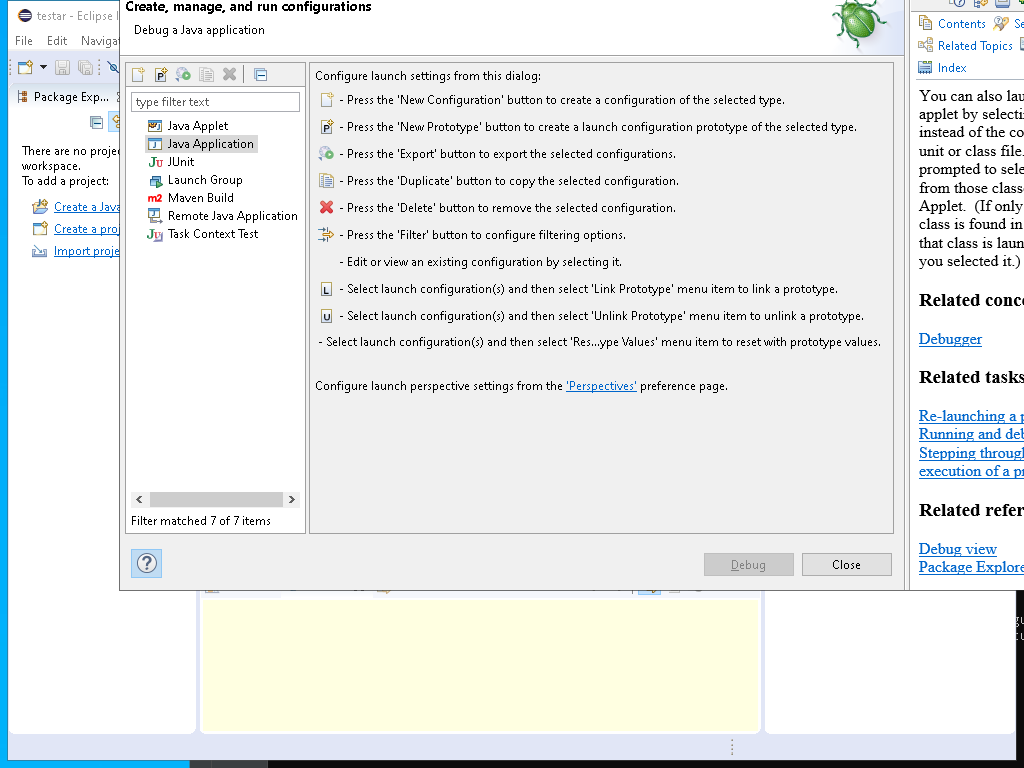 testar - Eclipse
File Edit Naviga
Package Exp...
There are no proje
workspace.
To add a project:
Create a Java
Create a proj
Import proje
Create, manage, and run configurations
Debug a Java application
type filter text
Java Applet
Java Application
JUnit
Launch Group
Maven Build
Remote Java Application
Task Context Test
Filter matched 7 of 7 items
Configure launch settings from this dialog:
- Press the 'New Configuration' button to create a configuration of the selected type.
- Press the 'New Prototype' button to create a launch configuration prototype of the selected type.
- Press the 'Export' button to export the selected configurations.
- Press the 'Duplicate' button to copy the selected configuration.
- Press the 'Delete' button to remove the selected configuration.
- Press the 'Filter' button to configure filtering options.
- Edit or view an existing configuration by selecting it.
- Select launch configuration(s) and then select 'Link Prototype' menu item to link a prototype.
- Select launch configuration(s) and then select 'Unlink Prototype' menu item to unlink a prototype.
- Select launch configuration(s) and then select 'Res...ype Values' menu item to reset with prototype values.
Configure launch perspective settings from the 'Perspectives' preference page.
Debug Close
Contents Se
Related Topics
Index
You can also lau
applet by selecti
instead of the co
unit or class file.
prompted to sele
from those classe
Applet. (If only
class is found in
that class is laun
you selected it.)
Related conce
Debugger
Related tasks
Re-launching a p
Running and deb
Stepping through
execution of a pr
Related refer
Debug view
Package Explore